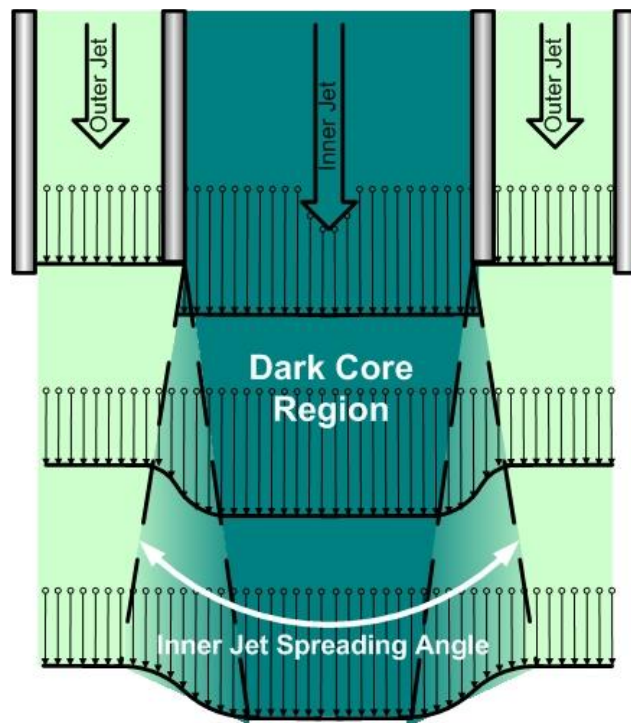 Outer Jet
Inner Jet
Outer Jet
Dark Core
Region
Inner Jet Spreading Angle